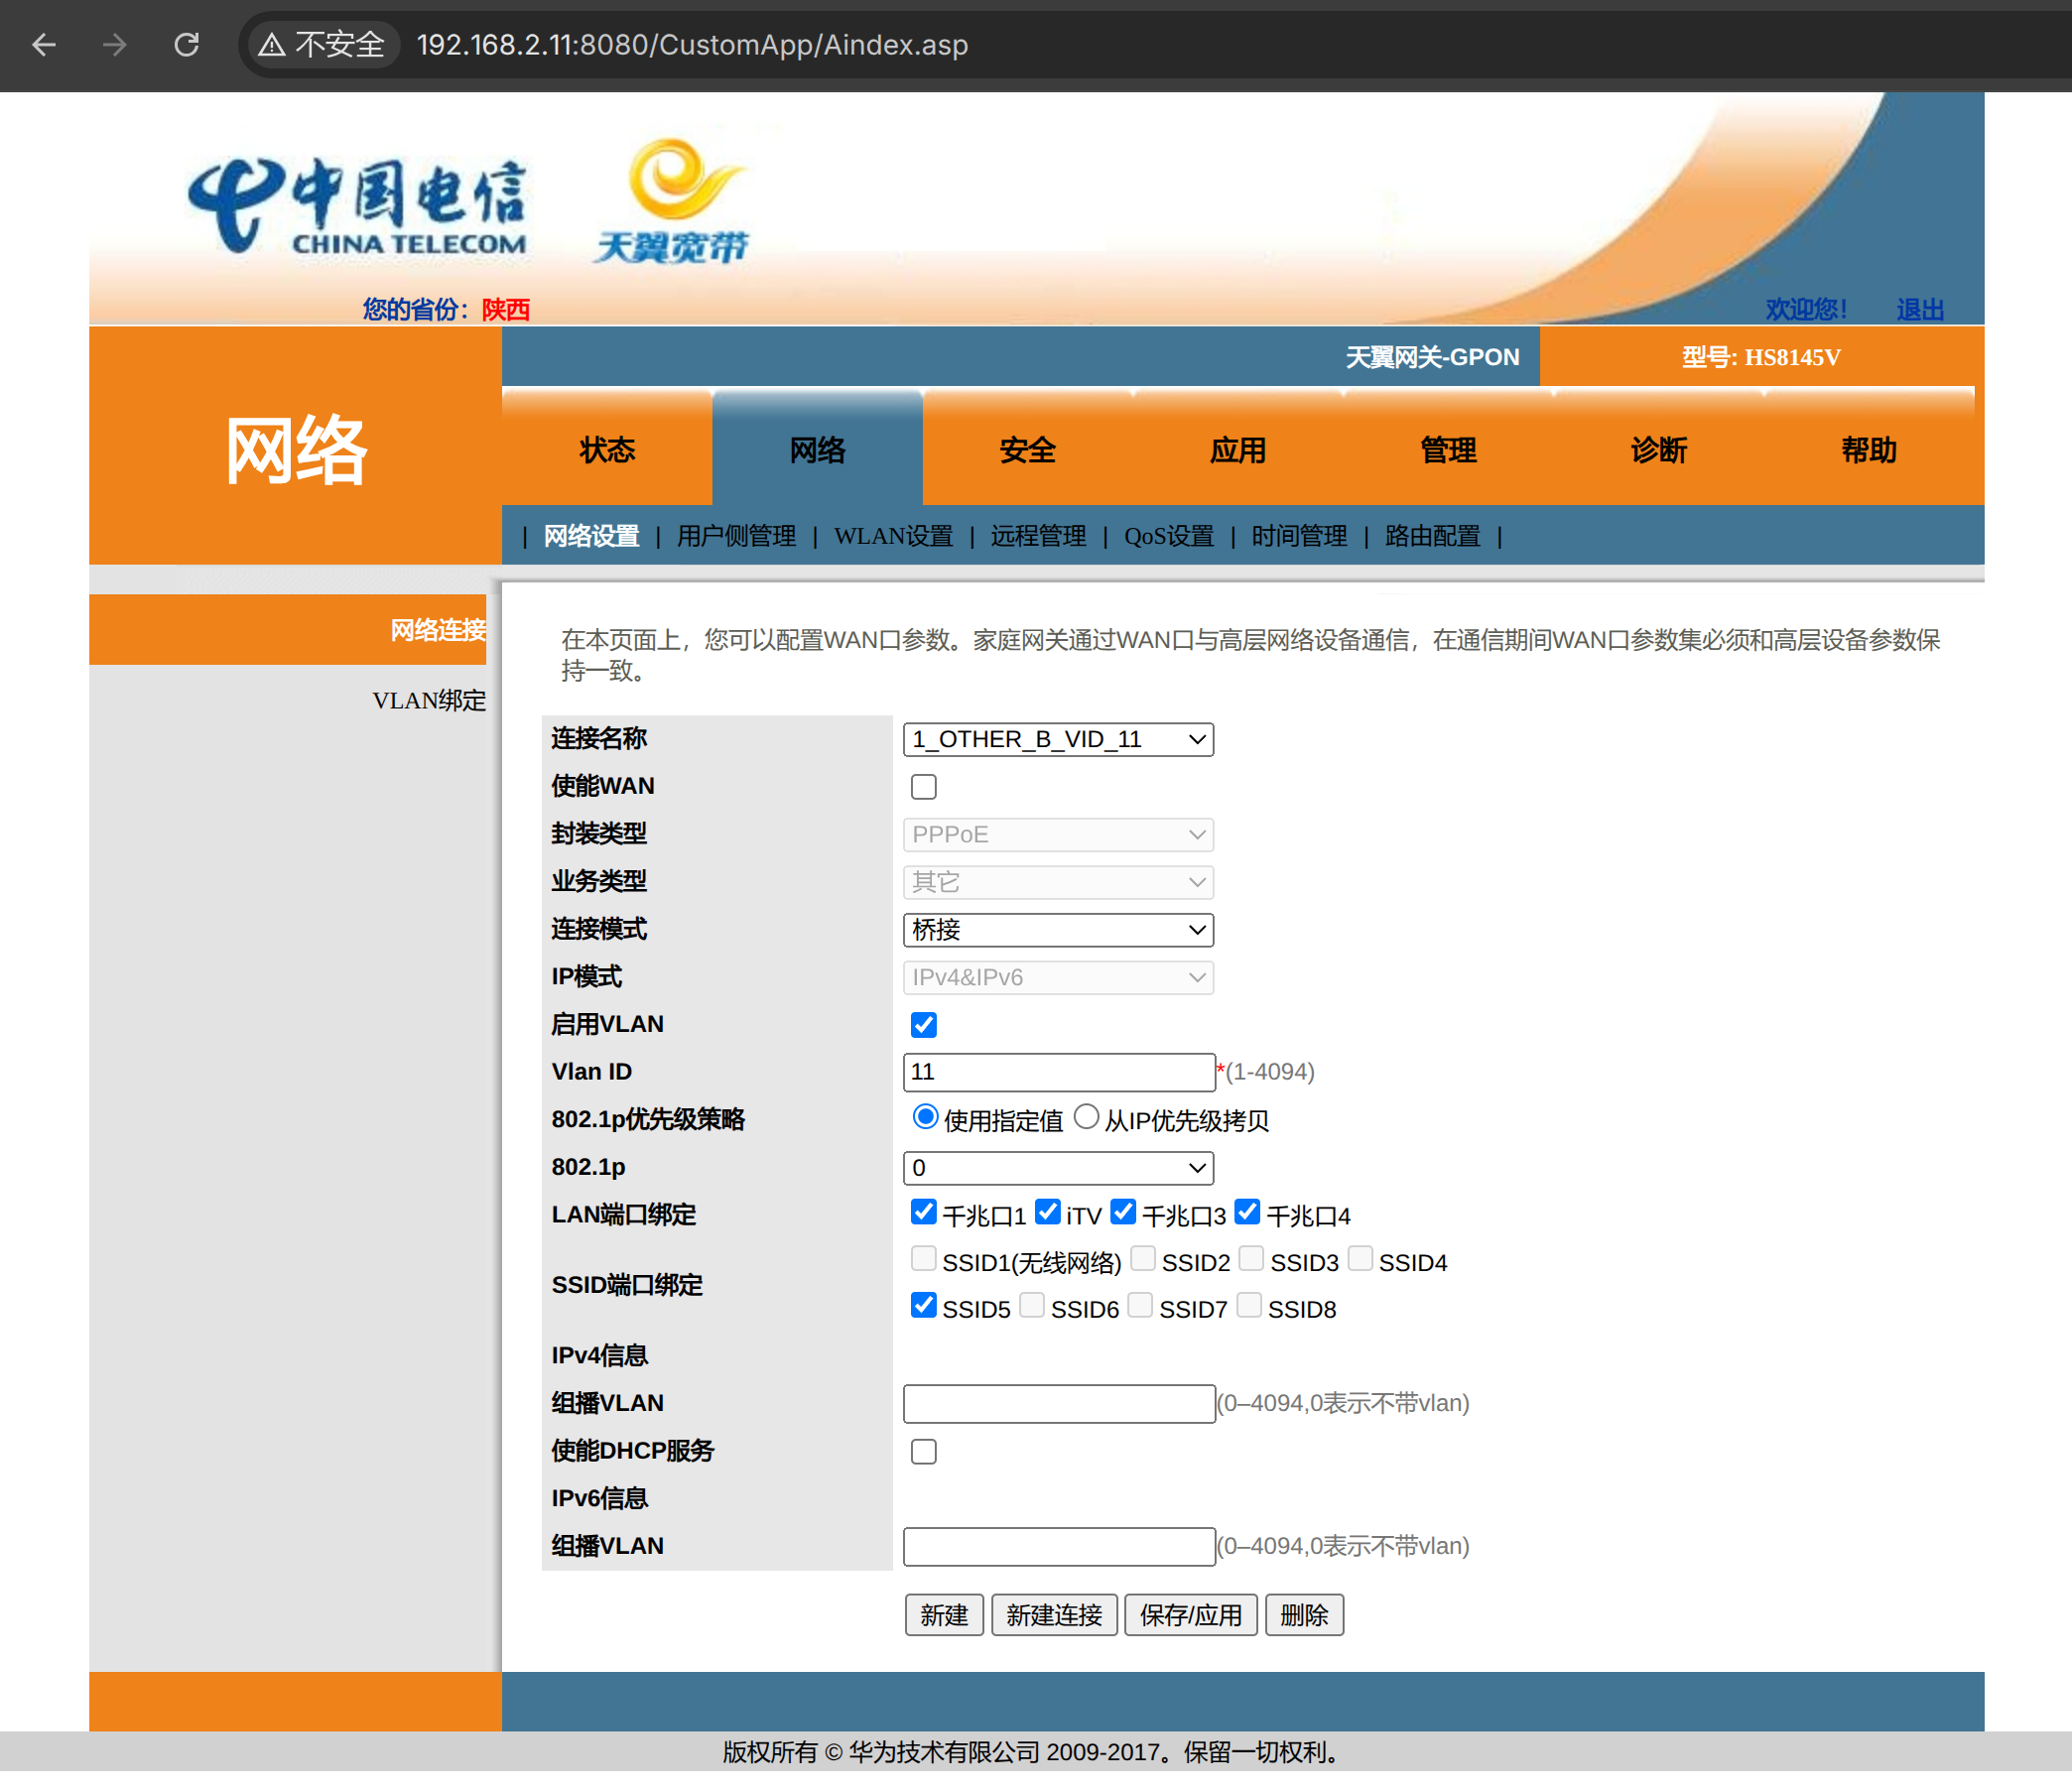 不安全 192.168.2.11:8080/CustomApp/Aindex.asp
中国电信
CHINA TELECOM
天翼宽带
您的省份：陕西 欢迎您！ 退出
天翼网关-GPON 型号: HS8145V
网络
状态 网络 安全 应用 管理 诊断 帮助
| 网络设置 | 用户侧管理 | WLAN设置 | 远程管理 | QoS设置 | 时间管理 | 路由配置 |
网络连接
VLAN绑定
在本页面上，您可以配置WAN口参数。家庭网关通过WAN口与高层网络设备通信，在通信期间WAN口参数集必须和高层设备参数保
持一致。
连接名称 1_OTHER_B_VID_11
使能WAN
封装类型 PPPoE
业务类型 其它
连接模式 桥接
IP模式 IPv4&IPv6
启用VLAN
Vlan ID 11 *(1-4094)
802.1p优先级策略 使用指定值 从IP优先级拷贝
802.1p 0
LAN端口绑定 千兆口1 iTV 千兆口3 千兆口4
SSID端口绑定 SSID1(无线网络) SSID2 SSID3 SSID4
SSID5 SSID6 SSID7 SSID8
IPv4信息
组播VLAN (0–4094,0表示不带vlan)
使能DHCP服务
IPv6信息
组播VLAN (0–4094,0表示不带vlan)
新建 新建连接 保存/应用 删除
版权所有 © 华为技术有限公司 2009-2017。保留一切权利。